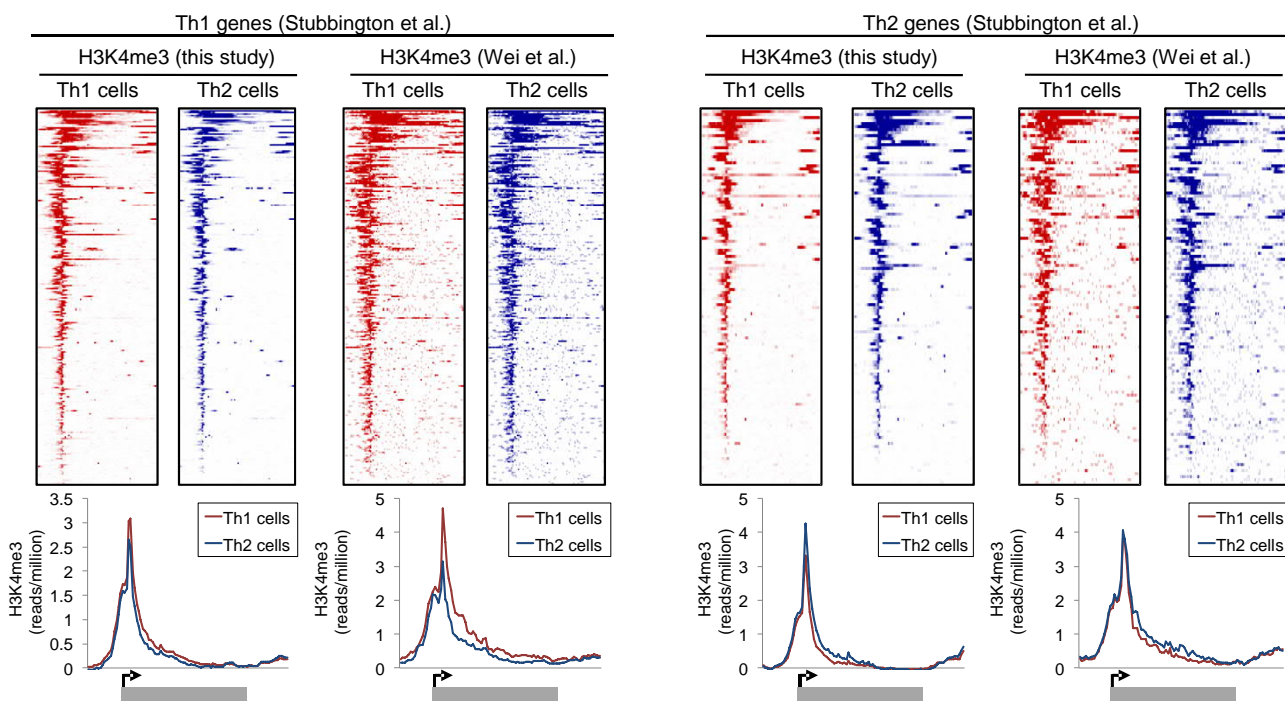 Th1 genes (Stubbington et al.)
Th2 genes (Stubbington et al.)
H3K4me3 (this study)
H3K4me3 (Wei et al.)
H3K4me3 (this study)
H3K4me3 (Wei et al.)
Th1 cells
Th2 cells
Th1 cells
Th2 cells
Th1 cells
Th2 cells
Th1 cells
Th2 cells
H3K4me3
(reads/million)
3.5
3
2.5
2
1.5
1
0.5
0
Th1 cells
Th2 cells
H3K4me3
(reads/million)
5
4
3
2
1
0
Th1 cells
Th2 cells
H3K4me3
(reads/million)
5
4
3
2
1
0
Th1 cells
Th2 cells
H3K4me3
(reads/million)
5
4
3
2
1
0
Th1 cells
Th2 cells